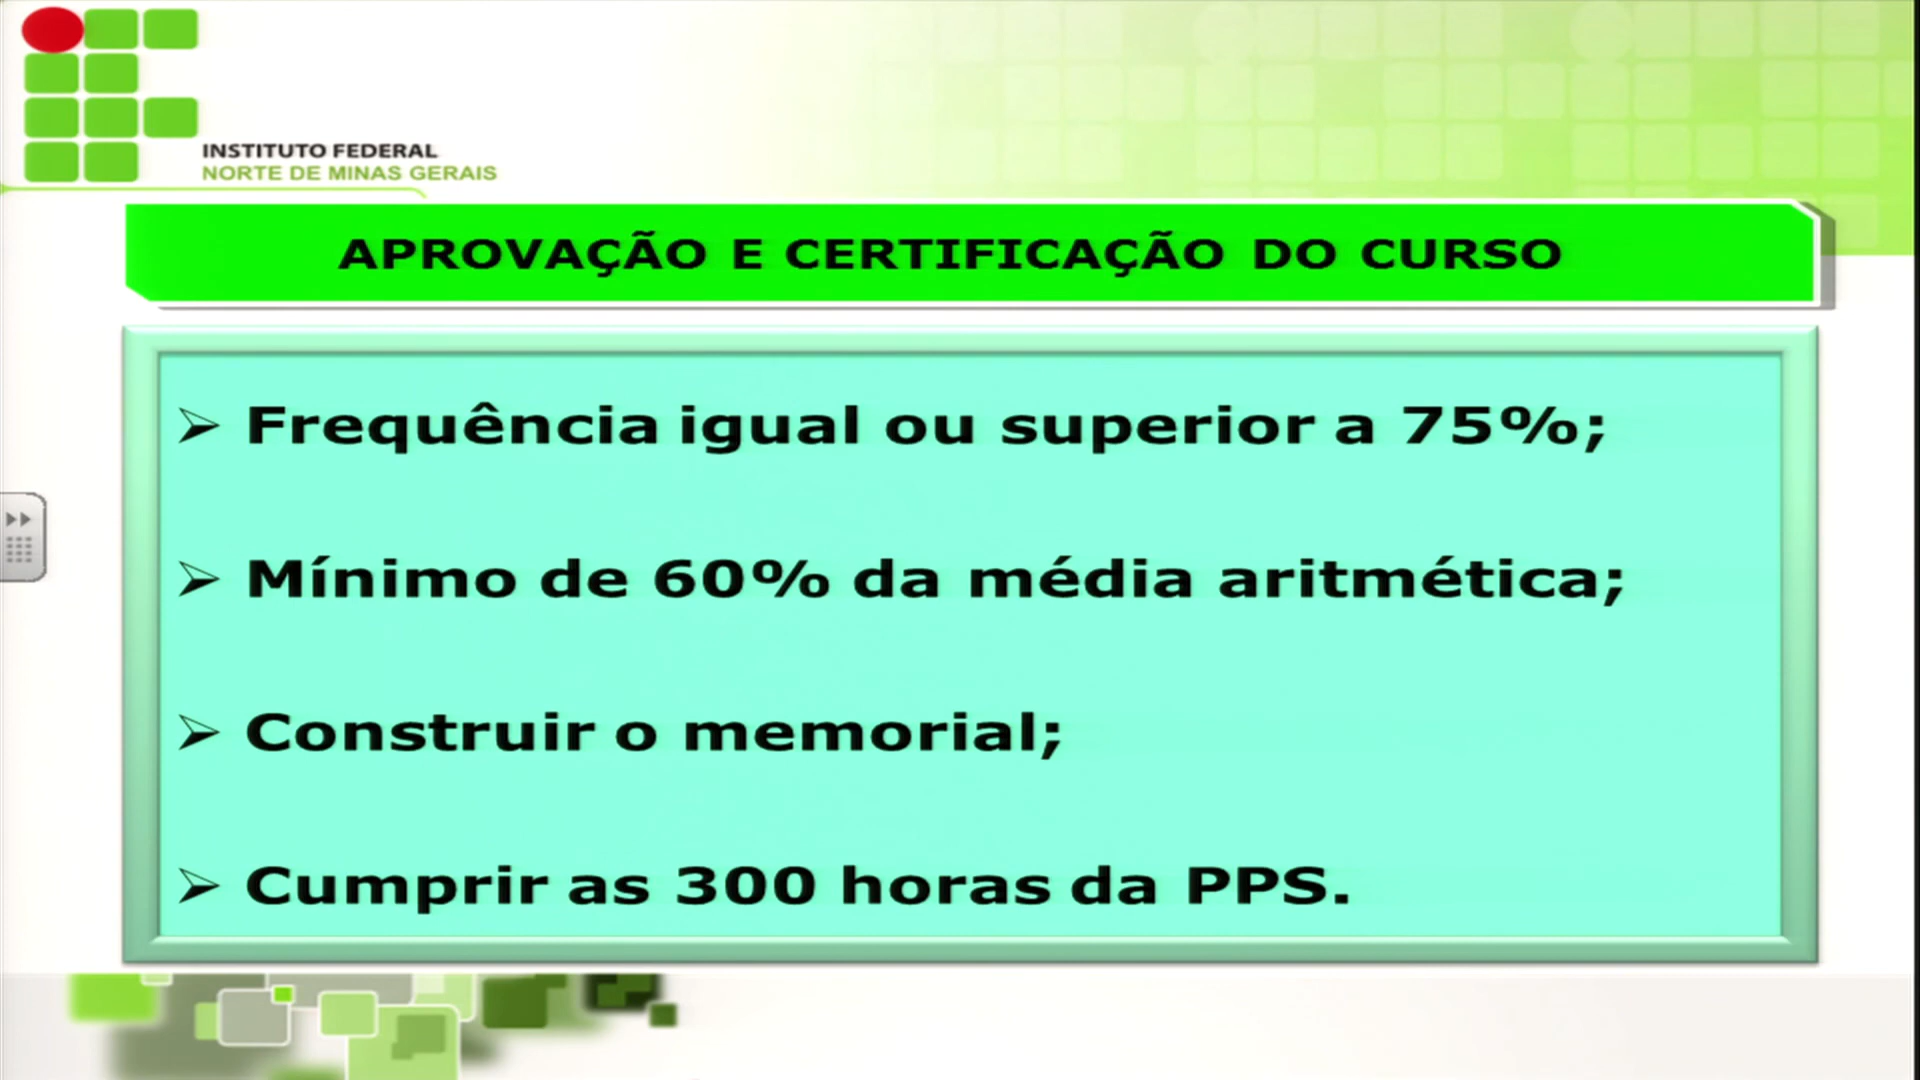 INSTITUTO FEDERAL
NORTE DE MINAS GERAIS
APROVAÇÃO E CERTIFICAÇÃO DO CURSO
Frequência igual ou superior a 75%;
Mínimo de 60% da média aritmética;
Construir o memorial;
Cumprir as 300 horas da PPS.